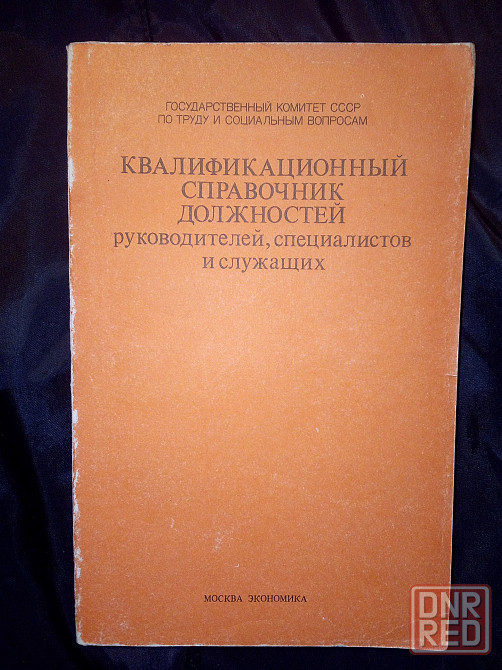 ГОСУДАРСТВЕННЫЙ КОМИТЕТ СССР
ПО ТРУДУ И СОЦИАЛЬНЫМ ВОПРОСАМ
КВАЛИФИКАЦИОННЫЙ
СПРАВОЧНИК
ДОЛЖНОСТЕЙ
руководителей, специалистов
и служащих
МОСКВА ЭКОНОМИКА
DNR
RED